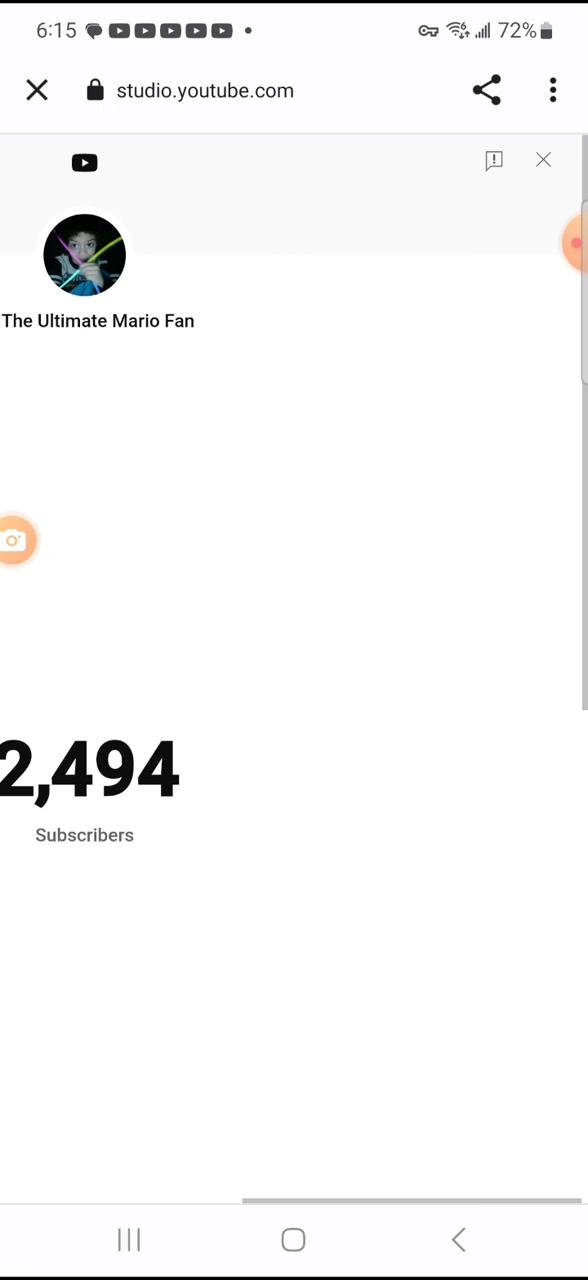 6:15 72%
studio.youtube.com
The Ultimate Mario Fan
2,494
Subscribers